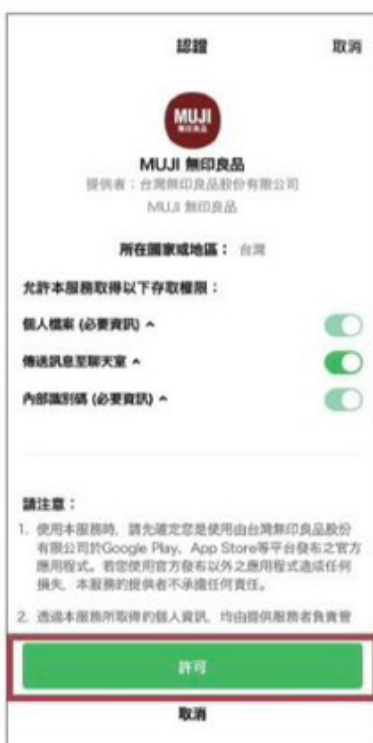 認證
取消
MUJI
無印良品
MUJI 無印良品
提供者：台灣無印良品股份有限公司
MUJI 無印良品
所在國家或地區： 台灣
允許本服務取得以下存取權限：
個人檔案 (必要資訊) ^
傳送訊息至聊天室 ^
內部識別碼 (必要資訊) ^
請注意：
1. 使用本服務時，請先確定您是使用由台灣無印良品股份
有限公司於Google Play、App Store等平台發布之官方
應用程式。若您使用官方發布以外之應用程式造成任何
損失，本服務的提供者不承擔任何責任。
2. 透過本服務所取得的個人資訊，均由提供服務者負責管
許可
取消